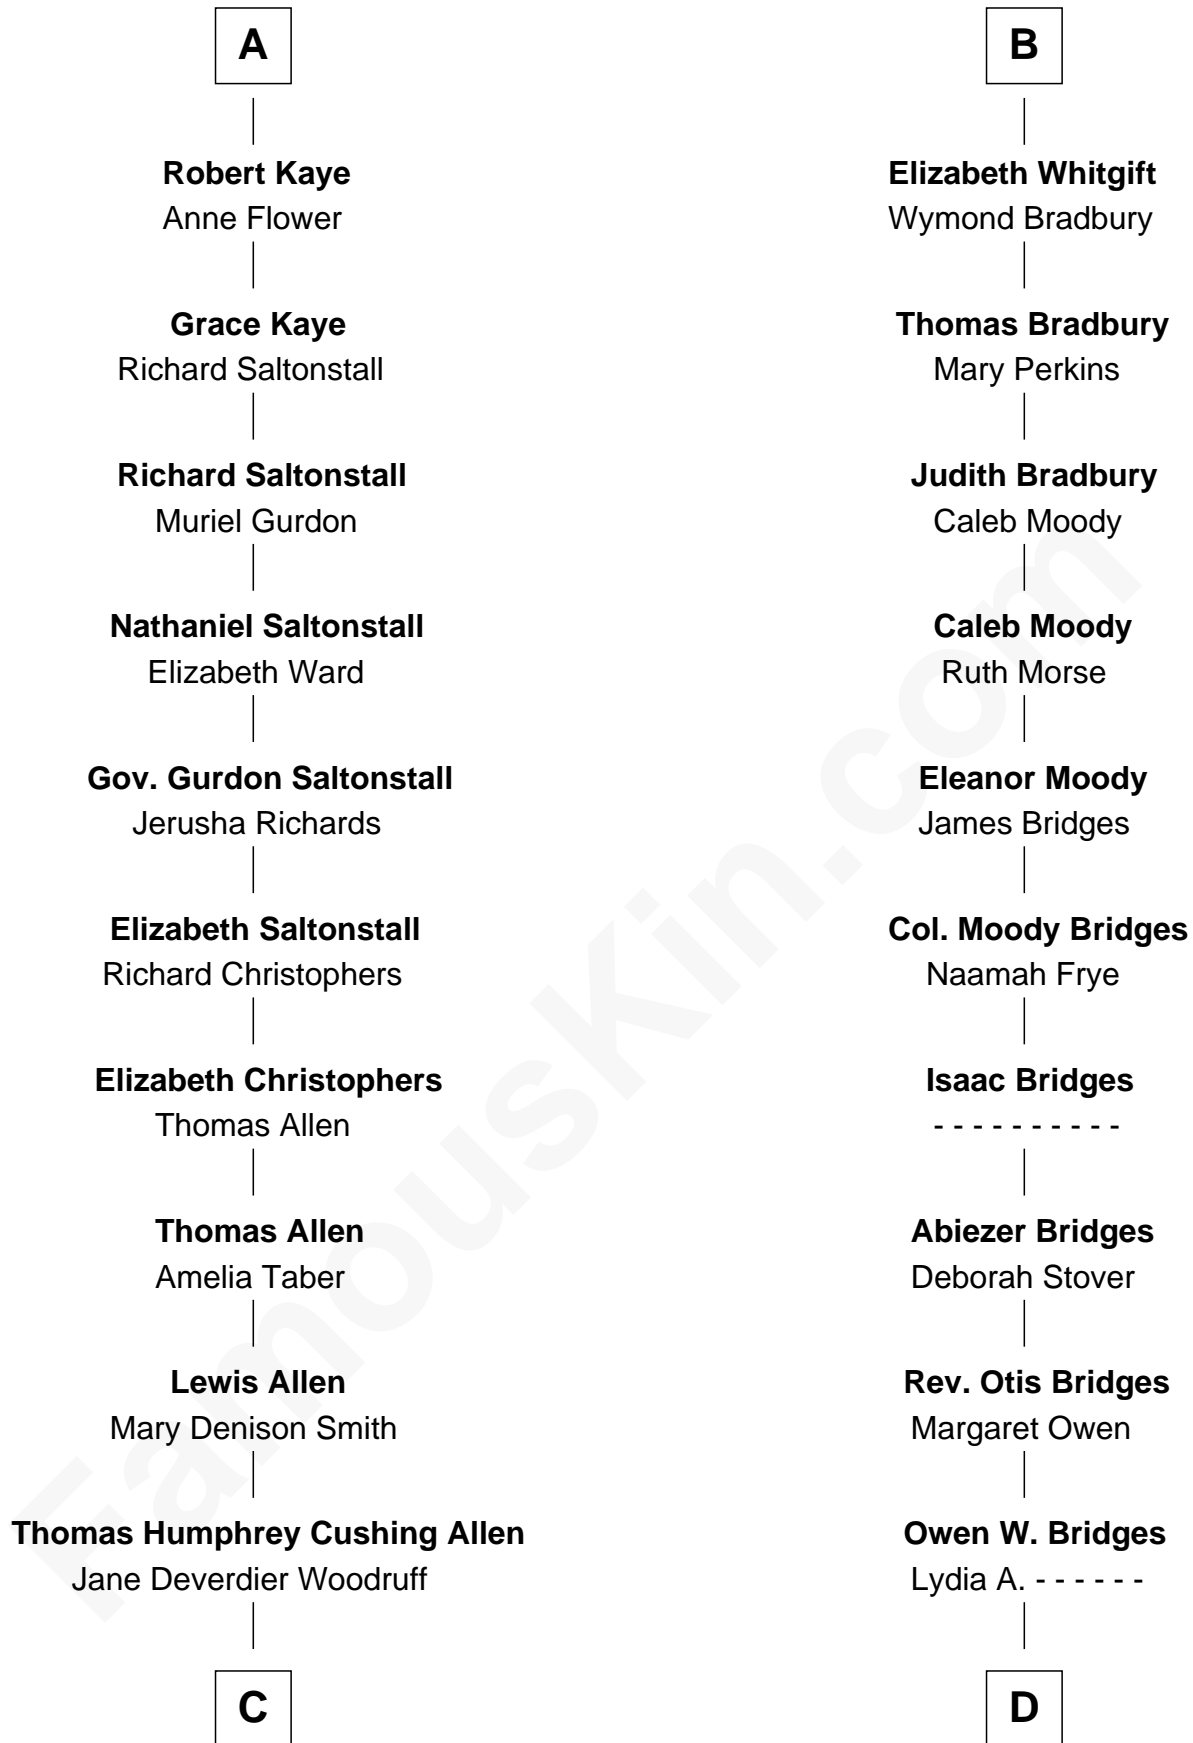 A
Robert Kaye
Anne Flower
Grace Kaye
Richard Saltonstall
Richard Saltonstall
Muriel Gurdon
Nathaniel Saltonstall
Elizabeth Ward
Gov. Gurdon Saltonstall
Jerusha Richards
Elizabeth Saltonstall
Richard Christophers
Elizabeth Christophers
Thomas Allen
Thomas Allen
Amelia Taber
Lewis Allen
Mary Denison Smith
Thomas Humphrey Cushing Allen
Jane Deverdier Woodruff
C
B
Elizabeth Whitgift
Wymond Bradbury
Thomas Bradbury
Mary Perkins
Judith Bradbury
Caleb Moody
Caleb Moody
Ruth Morse
Eleanor Moody
James Bridges
Col. Moody Bridges
Naamah Frye
Isaac Bridges
- - - - - - - - - -
Abiezer Bridges
Deborah Stover
Rev. Otis Bridges
Margaret Owen
Owen W. Bridges
Lydia A. - - - - - -
D
FamousKin.com